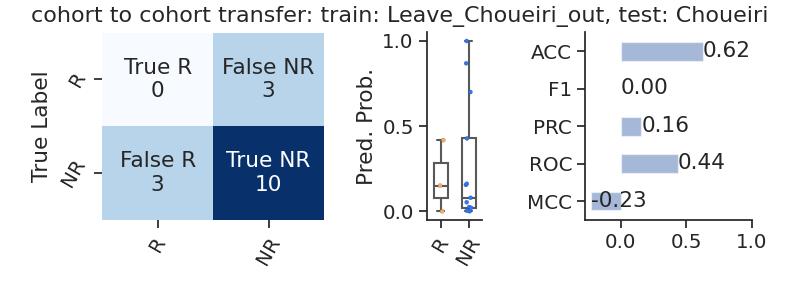 cohort to cohort transfer: train: Leave_Choueiri_out, test: Choueiri
True Label
R
NR
True R
0
False NR
3
False R
3
True NR
10
R
NR
Pred. Prob.
1.0
0.5
0.0
R
NR
ACC
0.62
F1
0.00
PRC
0.16
ROC
0.44
MCC
-0.23
0.0
0.5
1.0